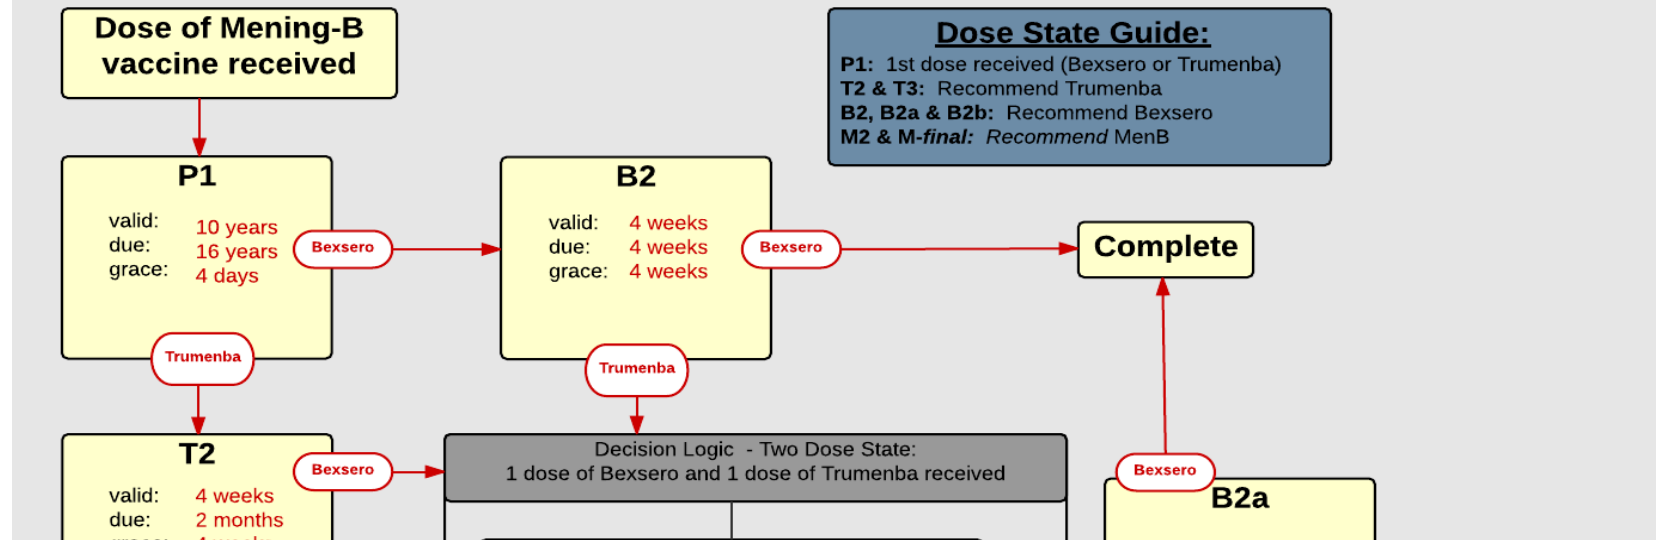 Dose of Mening-B
vaccine received
Dose State Guide:
P1: 1st dose received (Bexsero or Trumenba)
T2 & T3: Recommend Trumenba
B2, B2a & B2b: Recommend Bexsero
M2 & M-final: Recommend MenB
P1
valid: 10 years
due: 16 years
grace: 4 days
Bexsero
Trumenba
B2
valid: 4 weeks
due: 4 weeks
grace: 4 weeks
Bexsero
Trumenba
Complete
T2
valid: 4 weeks
due: 2 months
Bexsero
Decision Logic - Two Dose State:
1 dose of Bexsero and 1 dose of Trumenba received
Bexsero
B2a